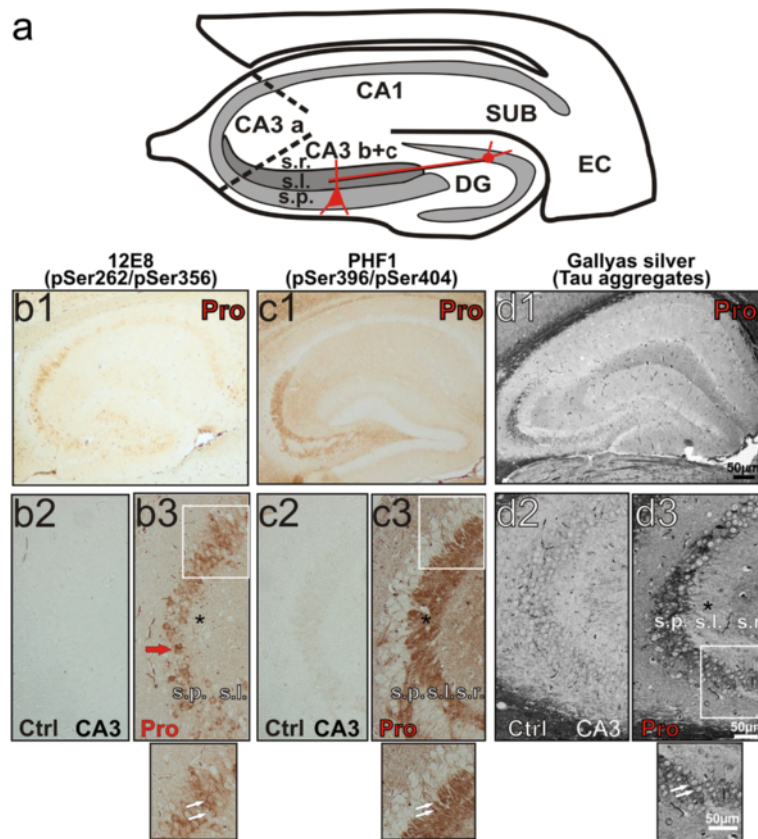 a
CA1
SUB
CA3 a
CA3 b+c
s.r.
s.l.
s.p.
DG
EC
12E8
(pSer262/pSer356)
PHF1
(pSer396/pSer404)
Gallyas silver
(Tau aggregates)
b1
Pro
c1
Pro
d1
Pro
50µm
b2
Ctrl CA3
b3
*
s.p. s.l.
Pro
c2
Ctrl CA3
c3
*
s.p. s.l. s.r.
Pro
d2
Ctrl CA3
d3
*
s.p. s.l. s.r.
Pro
50µm
50µm